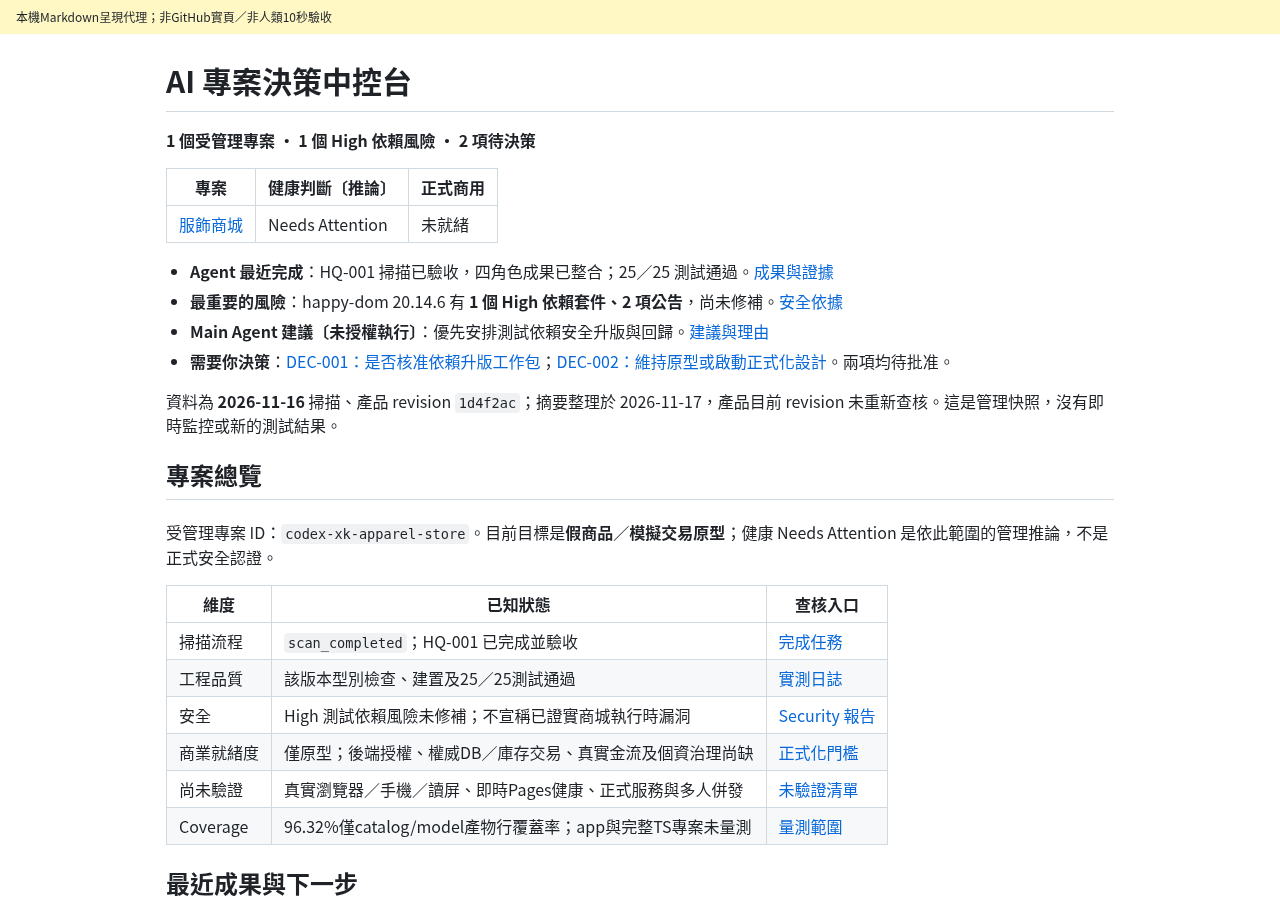 本機Markdown呈現代理；非GitHub實頁／非人類10秒驗收
AI 專案決策中控台
1 個受管理專案 · 1 個 High 依賴風險 · 2 項待決策
專案 健康判斷〔推論〕 正式商用
服飾商城 Needs Attention 未就緒
• Agent 最近完成：HQ-001 掃描已驗收，四角色成果已整合；25／25 測試通過。成果與證據
• 最重要的風險：happy-dom 20.14.6 有 1 個 High 依賴套件、2 項公告，尚未修補。安全依據
• Main Agent 建議〔未授權執行〕：優先安排測試依賴安全升版與回歸。建議與理由
• 需要你決策：DEC-001：是否核准依賴升版工作包；DEC-002：維持原型或啟動正式化設計。兩項均待批准。
資料為 2026-11-16 掃描、產品 revision 1d4f2ac；摘要整理於 2026-11-17，產品目前 revision 未重新查核。這是管理快照，沒有即
時監控或新的測試結果。
專案總覽
受管理專案 ID：codex-xk-apparel-store。目前目標是假商品／模擬交易原型；健康 Needs Attention 是依此範圍的管理推論，不是
正式安全認證。
維度 已知狀態 查核入口
掃描流程 scan_completed；HQ-001 已完成並驗收 完成任務
工程品質 該版本型別檢查、建置及25／25測試通過 實測日誌
安全 High 測試依賴風險未修補；不宣稱已證實商城執行時漏洞 Security 報告
商業就緒度 僅原型；後端授權、權威DB／庫存交易、真實金流及個資治理尚缺 正式化門檻
尚未驗證 真實瀏覽器／手機／讀屏、即時Pages健康、正式服務與多人併發 未驗證清單
Coverage 96.32%僅catalog/model產物行覆蓋率；app與完整TS專案未量測 量測範圍
最近成果與下一步